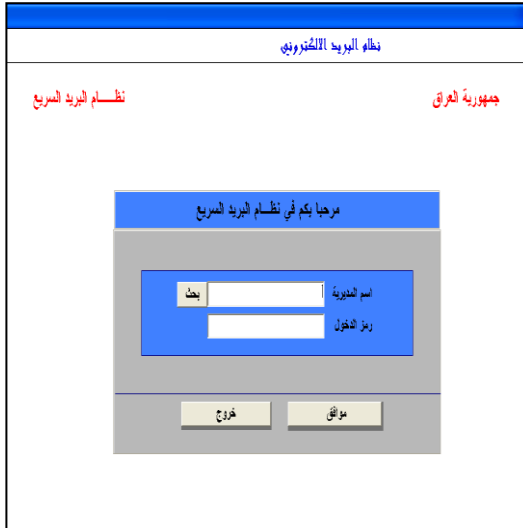 نظام البريد الالكتروني
جمهورية العراق
نظـــــام البريد السريع
مرحبا بكم في نظـــام البريد السريع
اسم المديرية
بحث
رمز الدخول
موافق
خروج